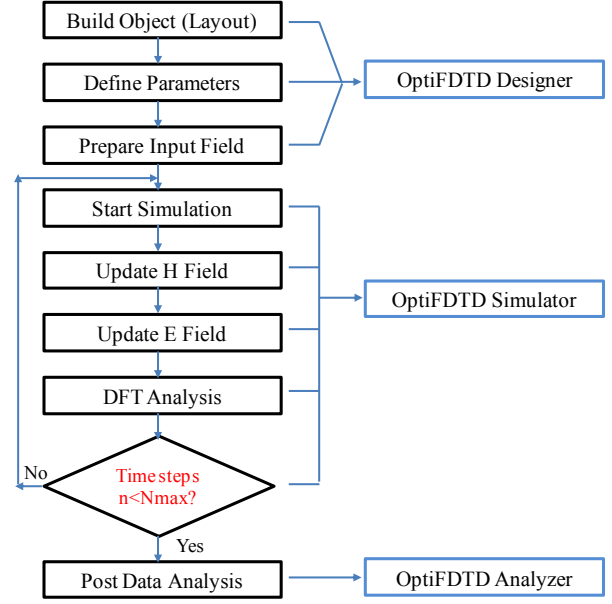 Build Object (Layout)
Define Parameters
OptiFDTD Designer
Prepare Input Field
Start Simulation
Update H Field
OptiFDTD Simulator
Update E Field
DFT Analysis
No
Time steps
n<Nmax?
Yes
Post Data Analysis
OptiFDTD Analyzer